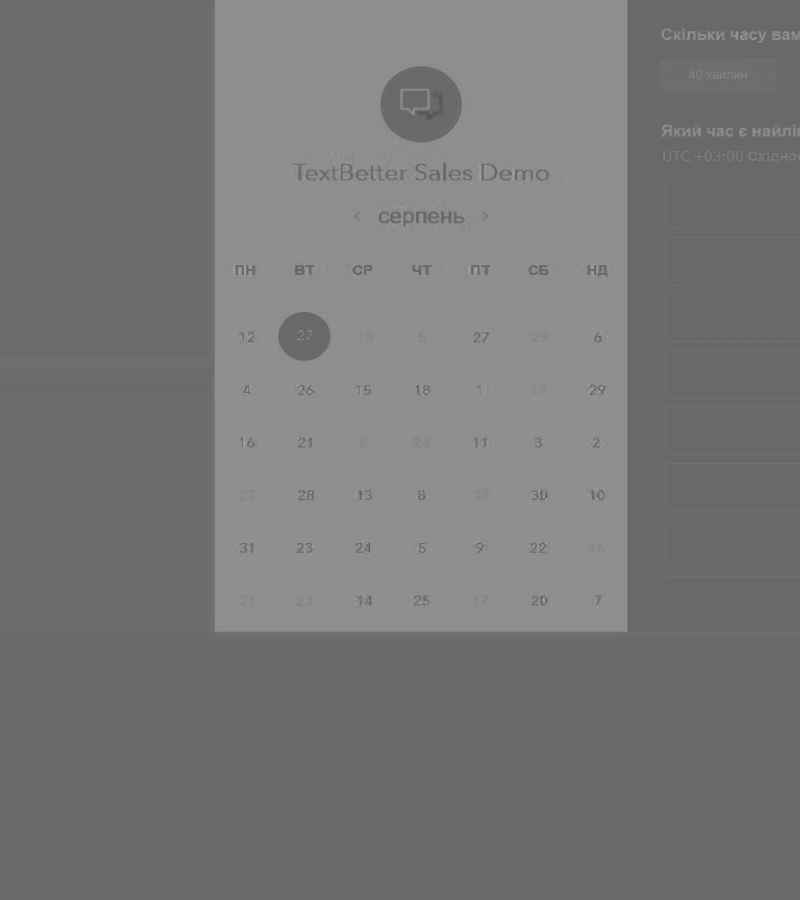 TextBetter Sales Demo
‹ серпень ›
ПН ВТ СР ЧТ ПТ СБ НД
12 27 13 5 27 29 6
4 26 15 18 1 17 29
16 21 6 24 11 3 2
27 28 13 8 13 30 10
31 23 24 5 9 22 16
21 23 14 25 17 20 7
Скільки часу вам
40 хвилин
Який час є
UTC +03:00